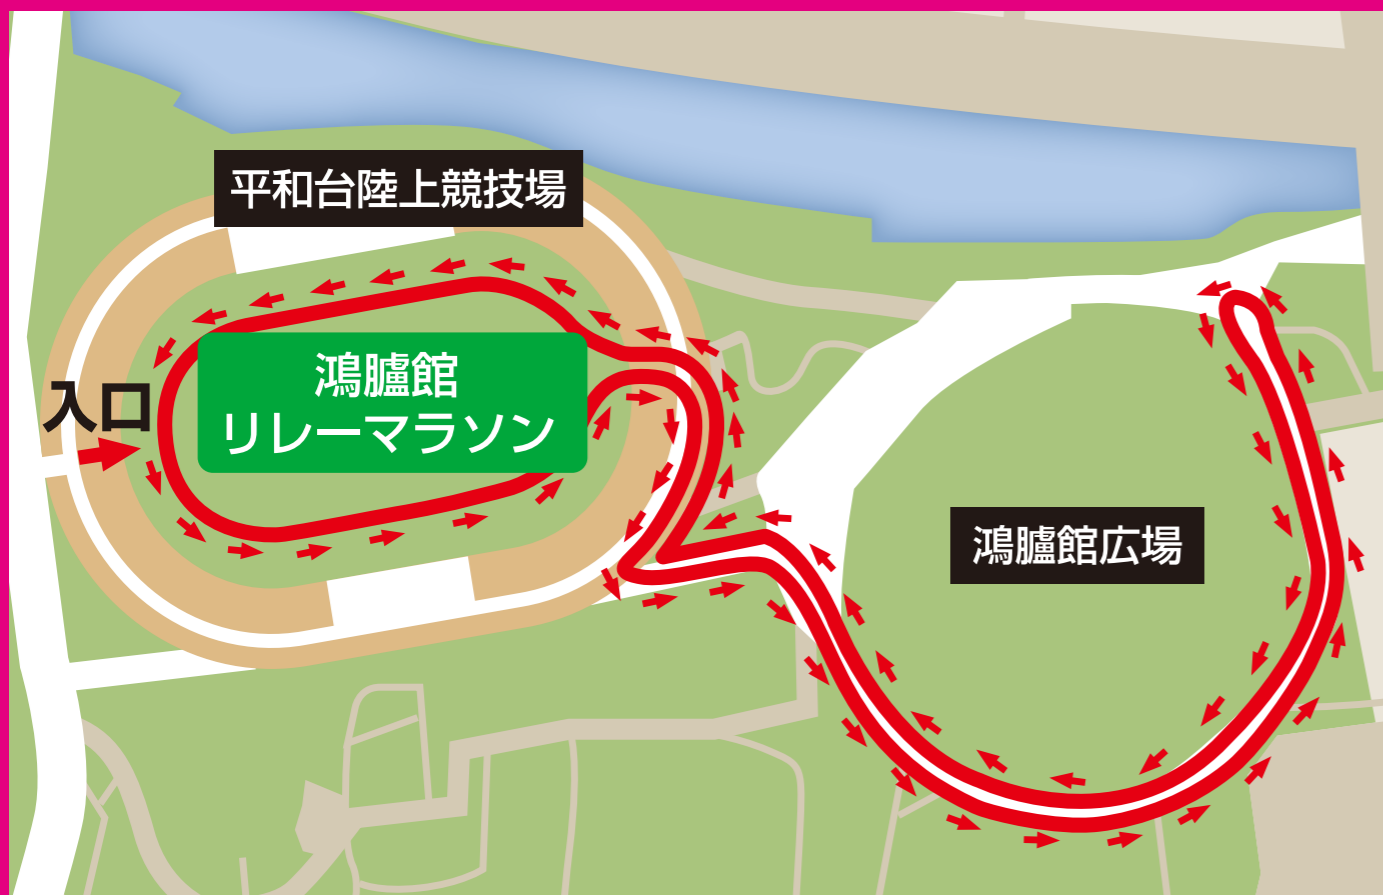 平和台陸上競技場
入口
鴻臚館
リレーマラソン
鴻臚館広場